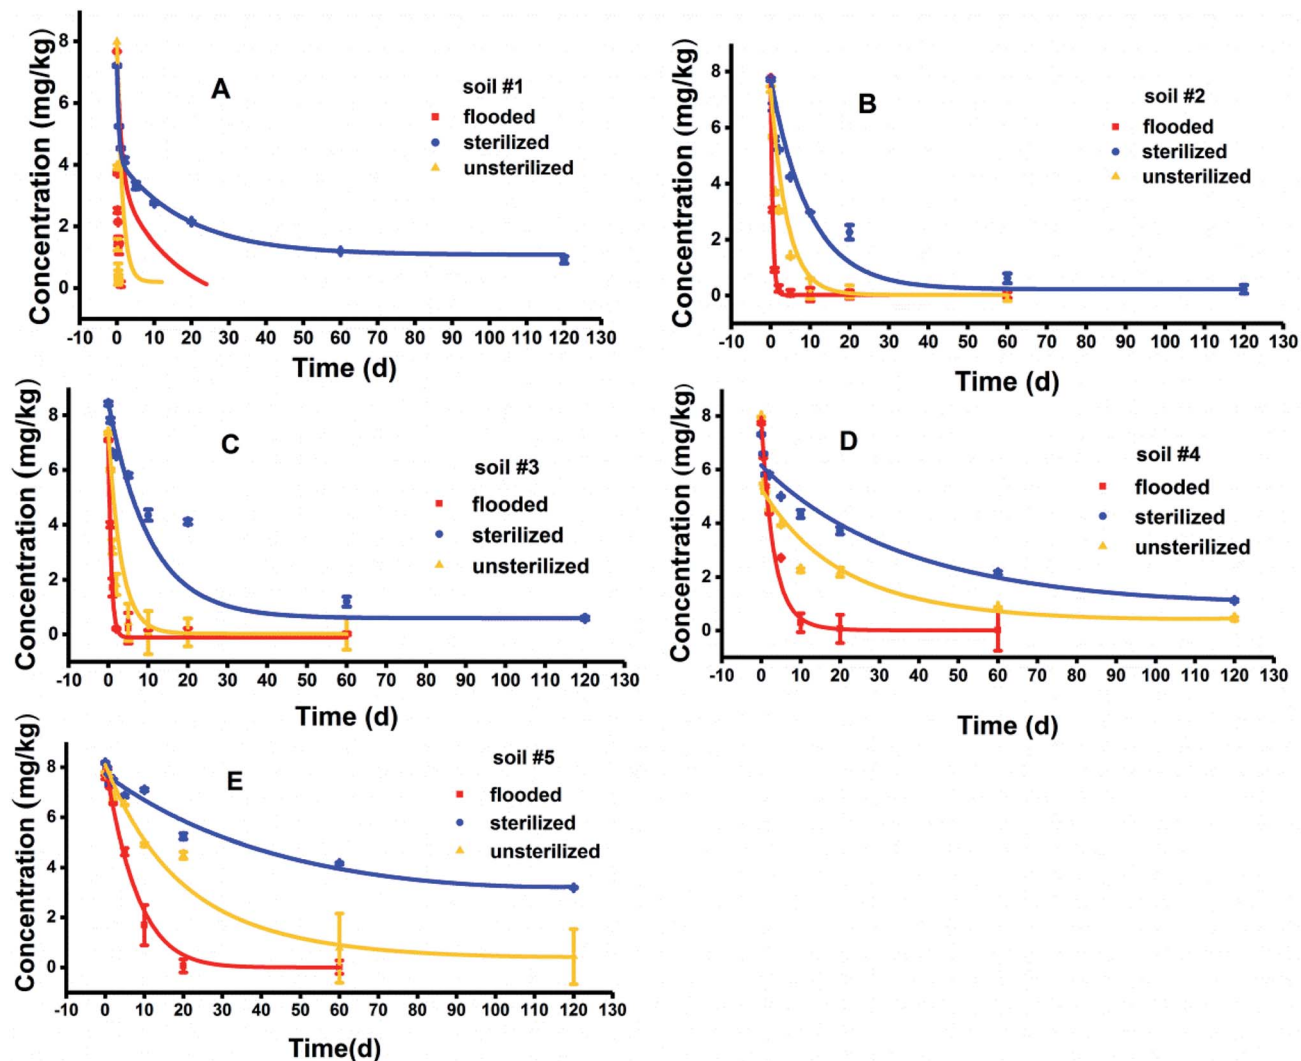 A
soil #1
flooded
sterilized
unsterilized
Concentration (mg/kg)
8
6
4
2
0
-10 0 10 20 30 40 50 60 70 80 90 100 110 120 130
Time (d)
B
soil #2
flooded
sterilized
unsterilized
Concentration (mg/kg)
8
6
4
2
0
-10 0 10 20 30 40 50 60 70 80 90 100 110 120 130
Time (d)
C
soil #3
flooded
sterilized
unsterilized
Concentration (mg/kg)
8
6
4
2
0
-10 0 10 20 30 40 50 60 70 80 90 100 110 120 130
Time (d)
D
soil #4
flooded
sterilized
unsterilized
Concentration (mg/kg)
8
6
4
2
0
-10 0 10 20 30 40 50 60 70 80 90 100 110 120 130
Time (d)
E
soil #5
flooded
sterilized
unsterilized
Concentration (mg/kg)
8
6
4
2
0
-10 0 10 20 30 40 50 60 70 80 90 100 110 120 130
Time(d)